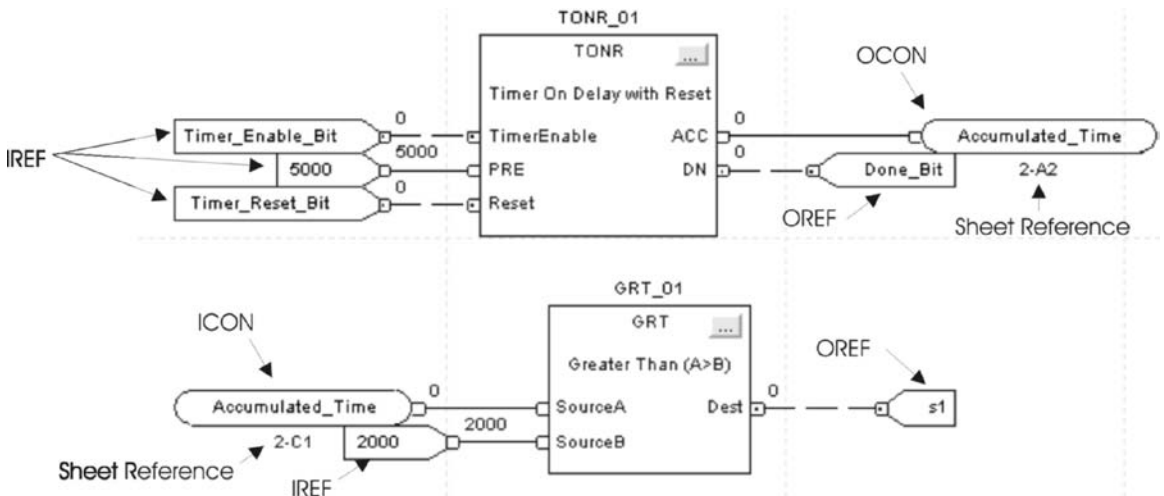 TONR_01
TONR
...
OCON
Timer On Delay with Reset
0
0
Timer_Enable_Bit
TimerEnable
ACC
Accumulated_Time
IREF
5000
0
5000
PRE
DN
Done_Bit
2-A2
0
Timer_Reset_Bit
Reset
OREF
Sheet Reference
GRT_01
ICON
GRT
...
OREF
Greater Than (A>B)
0
0
Accumulated_Time
SourceA
Dest
s1
2000
2-C1
2000
SourceB
Sheet Reference
IREF